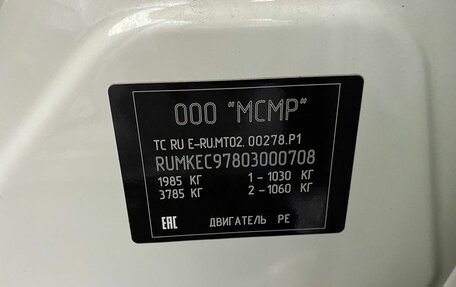 ООО "МСМР"
ТС RU E-RU.MT02.00278.P1
RUMKEC97803000708
1985 КГ 1 - 1030 КГ
3785 КГ 2 - 1060 КГ
EAC ДВИГАТЕЛЬ PE